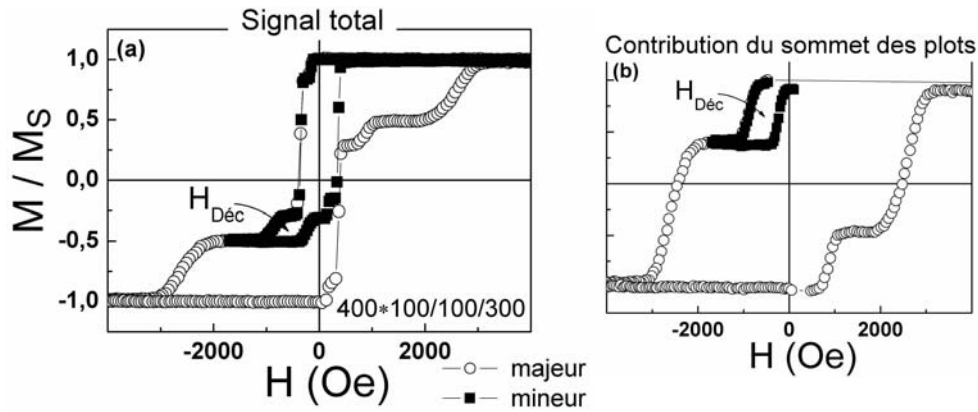 Signal total
(a)
1,0
0,5
0,0
-0,5
-1,0
M / M_S
H_Déc
400*100/100/300
-2000
0
2000
H (Oe)
majeur
mineur
Contribution du sommet des plots
(b)
H_Déc
-2000
0
2000
H (Oe)